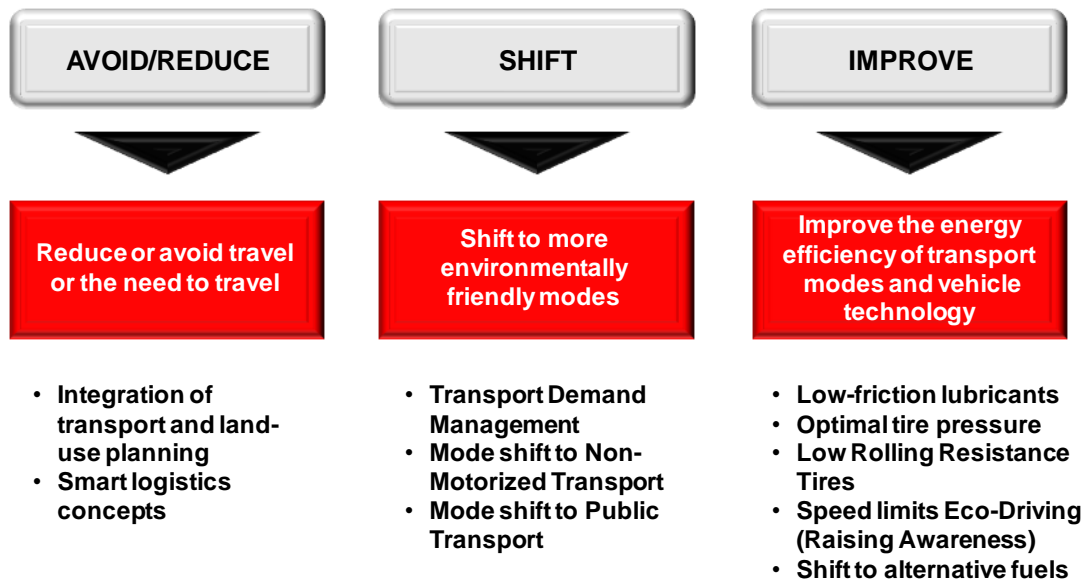 AVOID/REDUCE
Reduce or avoid travel
or the need to travel
• Integration of
transport and land-
use planning
• Smart logistics
concepts
SHIFT
Shift to more
environmentally
friendly modes
• Transport Demand
Management
• Mode shift to Non-
Motorized Transport
• Mode shift to Public
Transport
IMPROVE
Improve the energy
efficiency of transport
modes and vehicle
technology
• Low-friction lubricants
• Optimal tire pressure
• Low Rolling Resistance
Tires
• Speed limits Eco-Driving
(Raising Awareness)
• Shift to alternative fuels